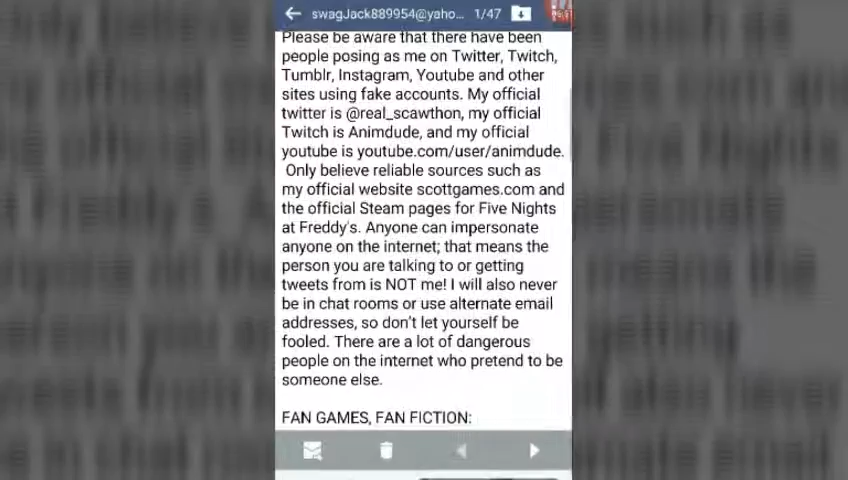 swagJack889954@yaho... 1/47
Please be aware that there have been
people posing as me on Twitter, Twitch,
Tumblr, Instagram, Youtube and other
sites using fake accounts. My official
twitter is @real_scawthon, my official
Twitch is Animdude, and my official
youtube is youtube.com/user/animdude.
Only believe reliable sources such as
my official website scottgames.com and
the official Steam pages for Five Nights
at Freddy's. Anyone can impersonate
anyone on the internet; that means the
person you are talking to or getting
tweets from is NOT me! I will also never
be in chat rooms or use alternate email
addresses, so don't let yourself be
fooled. There are a lot of dangerous
people on the internet who pretend to be
someone else.
FAN GAMES, FAN FICTION: